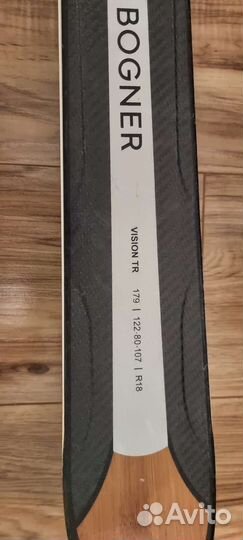 BOGNER
VISION TR 179 | 122-80-107 | R18
Avito